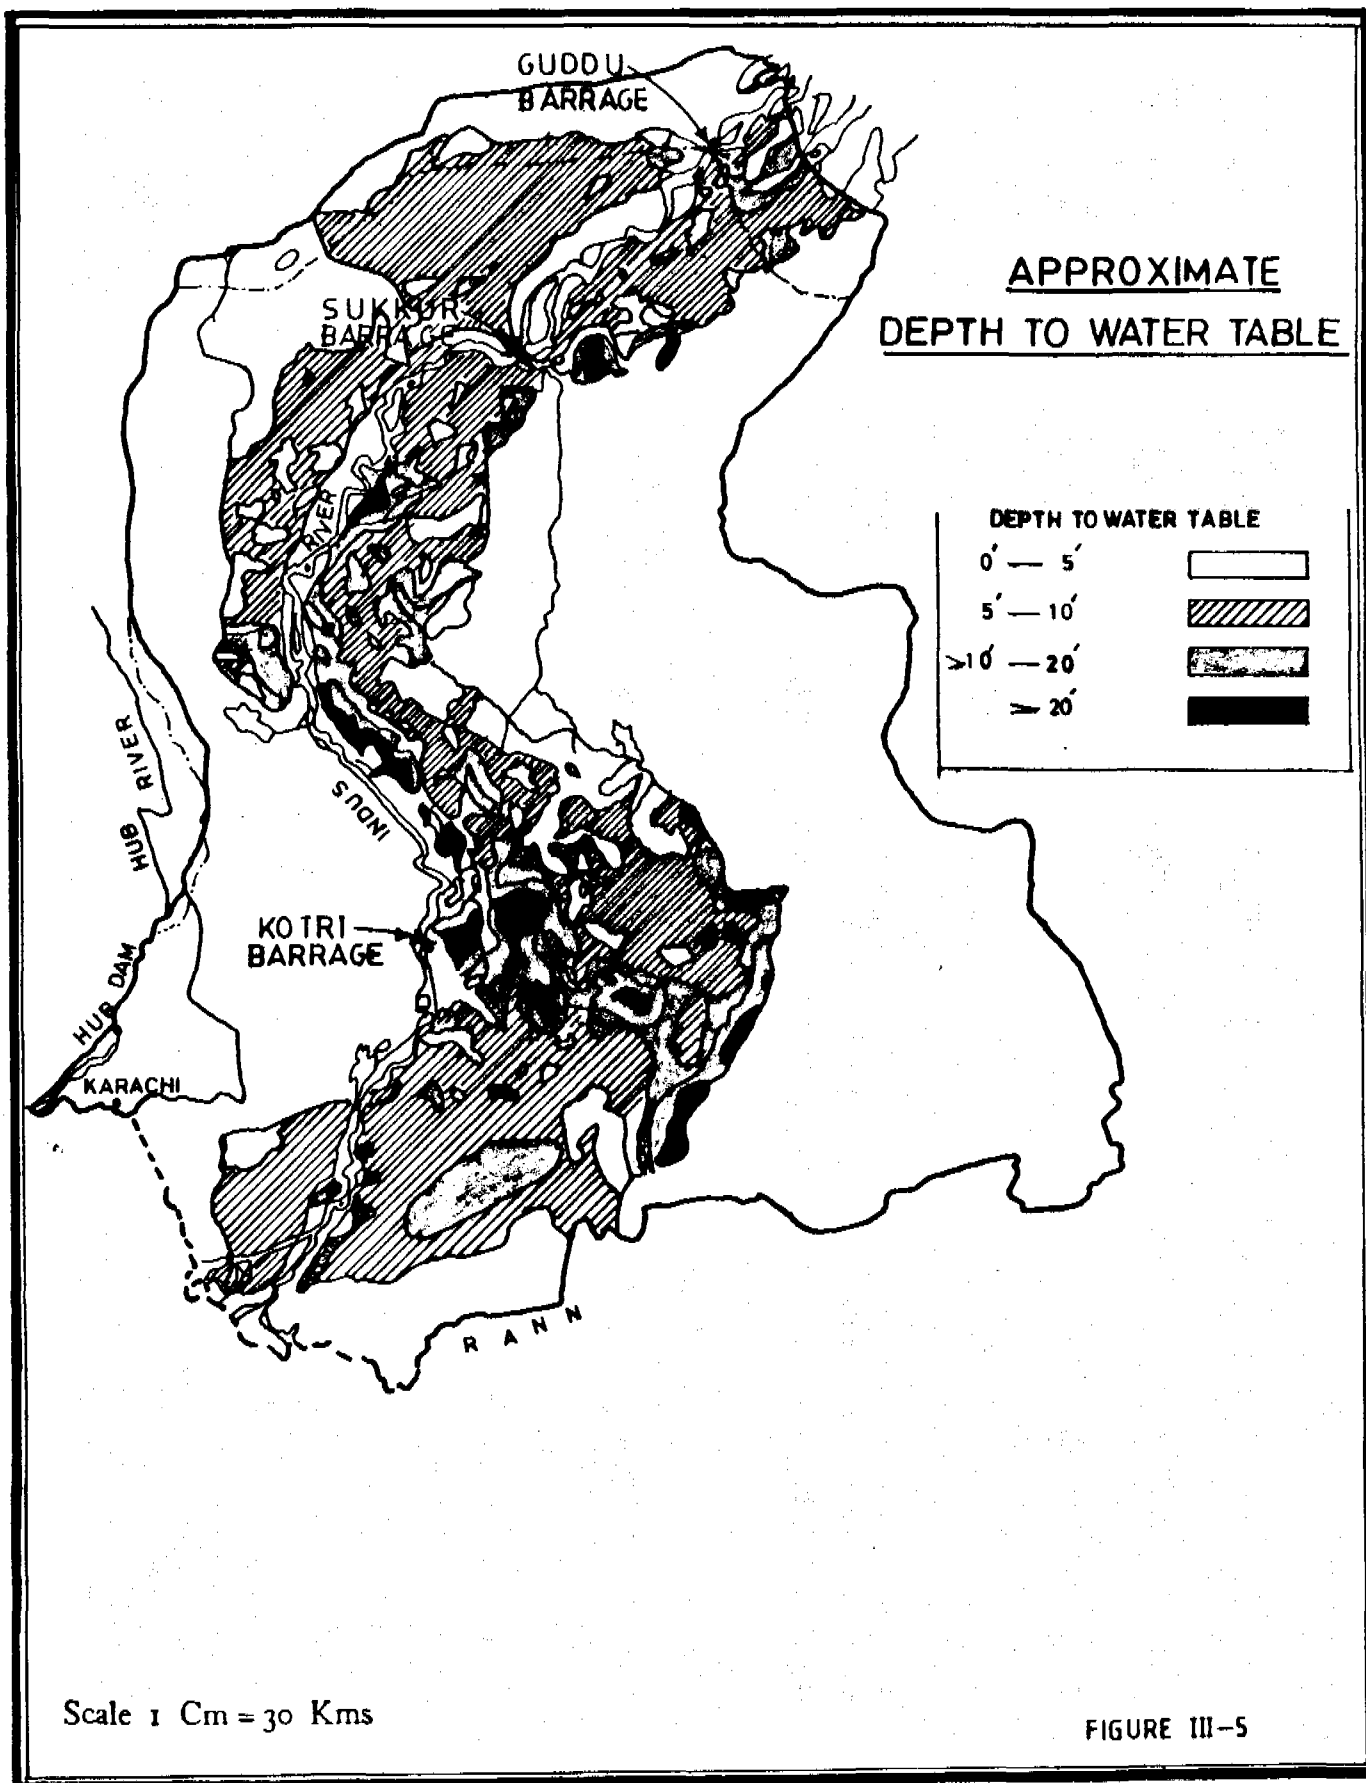 GUDDU
BARRAGE
APPROXIMATE
DEPTH TO WATER TABLE
SUKKUR
BARRAGE
DEPTH TO WATER TABLE
0' — 5'
5' — 10'
>10' — 20'
> 20'
RIVER
HUB RIVER
INDUS
KOTRI
BARRAGE
HUB DAM
KARACHI
RANN
Scale 1 Cm = 30 Kms
FIGURE III-5